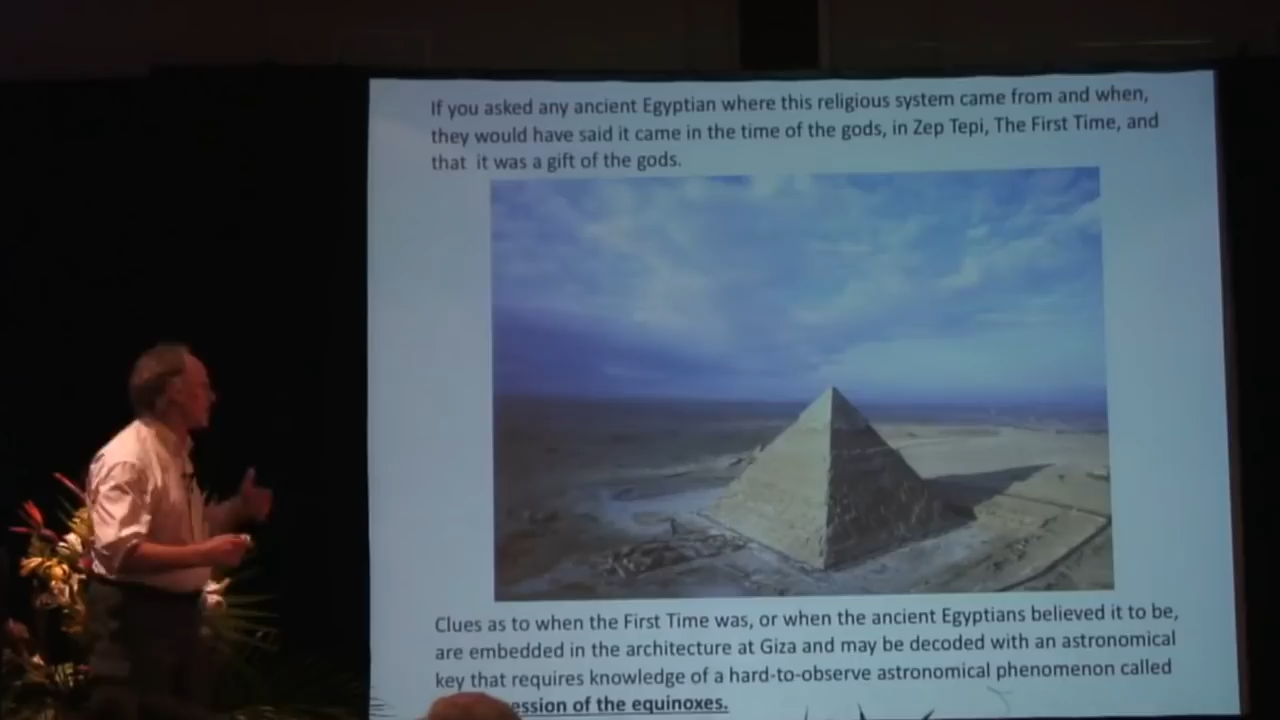 If you asked any ancient Egyptian where this religious system came from and when,
they would have said it came in the time of the gods, in Zep Tepi, The First Time, and
that it was a gift of the gods.
Clues as to when the First Time was, or when the ancient Egyptians believed it to be,
are embedded in the architecture at Giza and may be decoded with an astronomical
key that requires knowledge of a hard-to-observe astronomical phenomenon called
ession of the equinoxes.